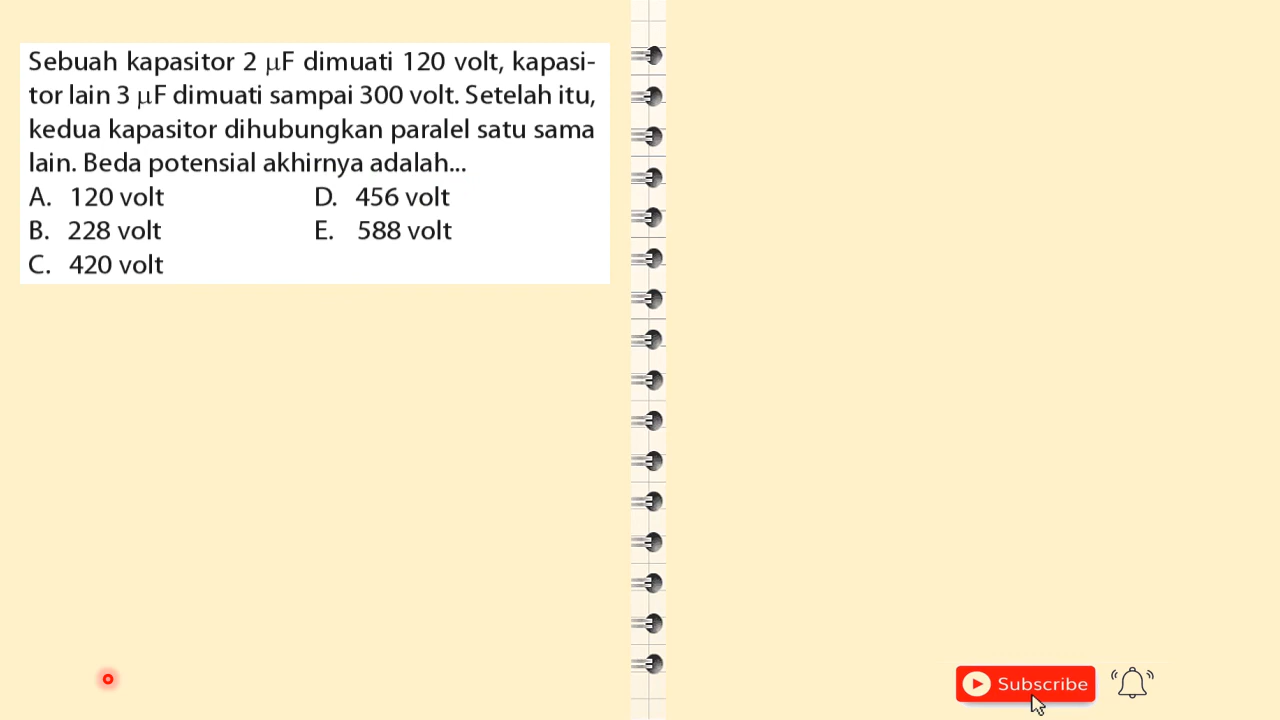 Sebuah kapasitor 2 μF dimuati 120 volt, kapasi-
tor lain 3 μF dimuati sampai 300 volt. Setelah itu,
kedua kapasitor dihubungkan paralel satu sama
lain. Beda potensial akhirnya adalah...
A. 120 volt D. 456 volt
B. 228 volt E. 588 volt
C. 420 volt
Subscribe